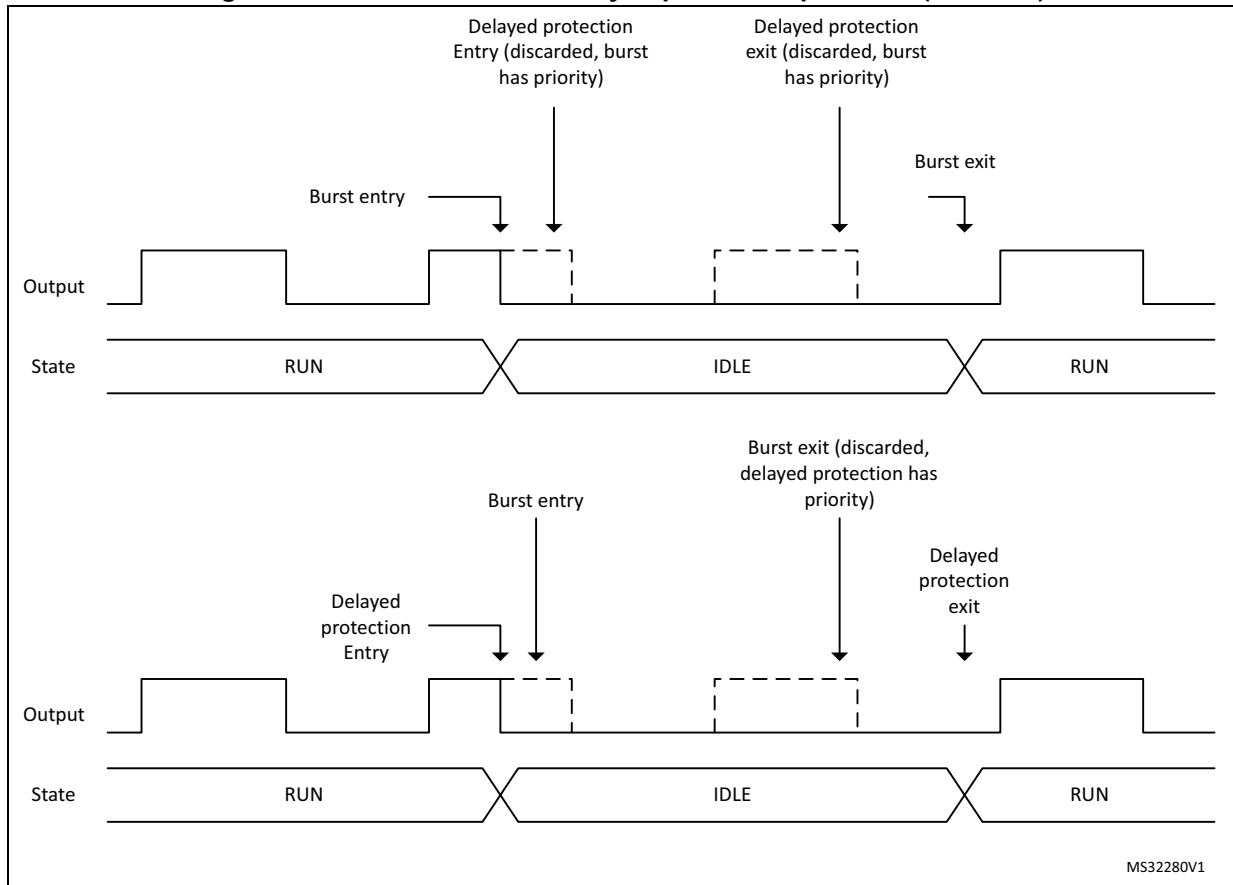 Delayed protection
Entry (discarded, burst
has priority)
Delayed protection
exit (discarded, burst
has priority)
Burst exit
Burst entry
Output
State
RUN
IDLE
RUN
Burst exit (discarded,
delayed protection has
priority)
Burst entry
Delayed
protection
exit
Delayed
protection
Entry
Output
State
RUN
IDLE
RUN
MS32280V1